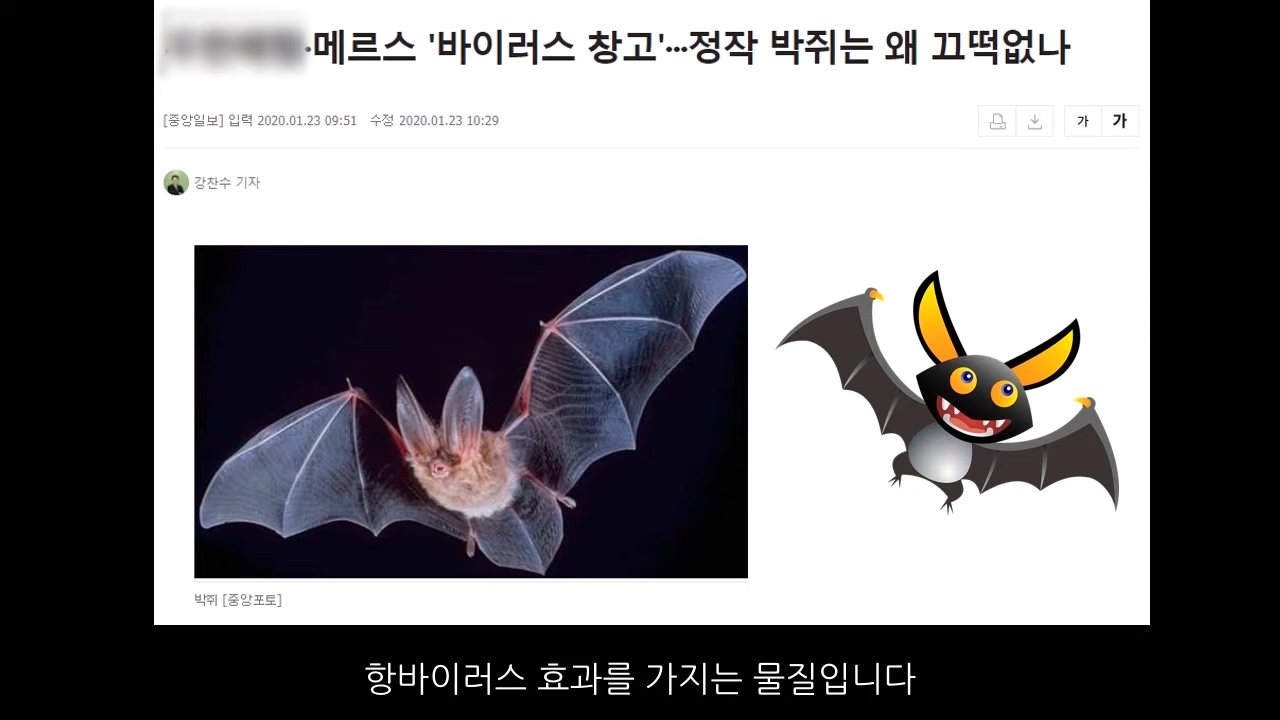 ·메르스 '바이러스 창고'…정작 박쥐는 왜 끄떡없나
[중앙일보] 입력 2020.01.23 09:51 수정 2020.01.23 10:29
가 가
강찬수 기자
박쥐 [중앙포토]
항바이러스 효과를 가지는 물질입니다